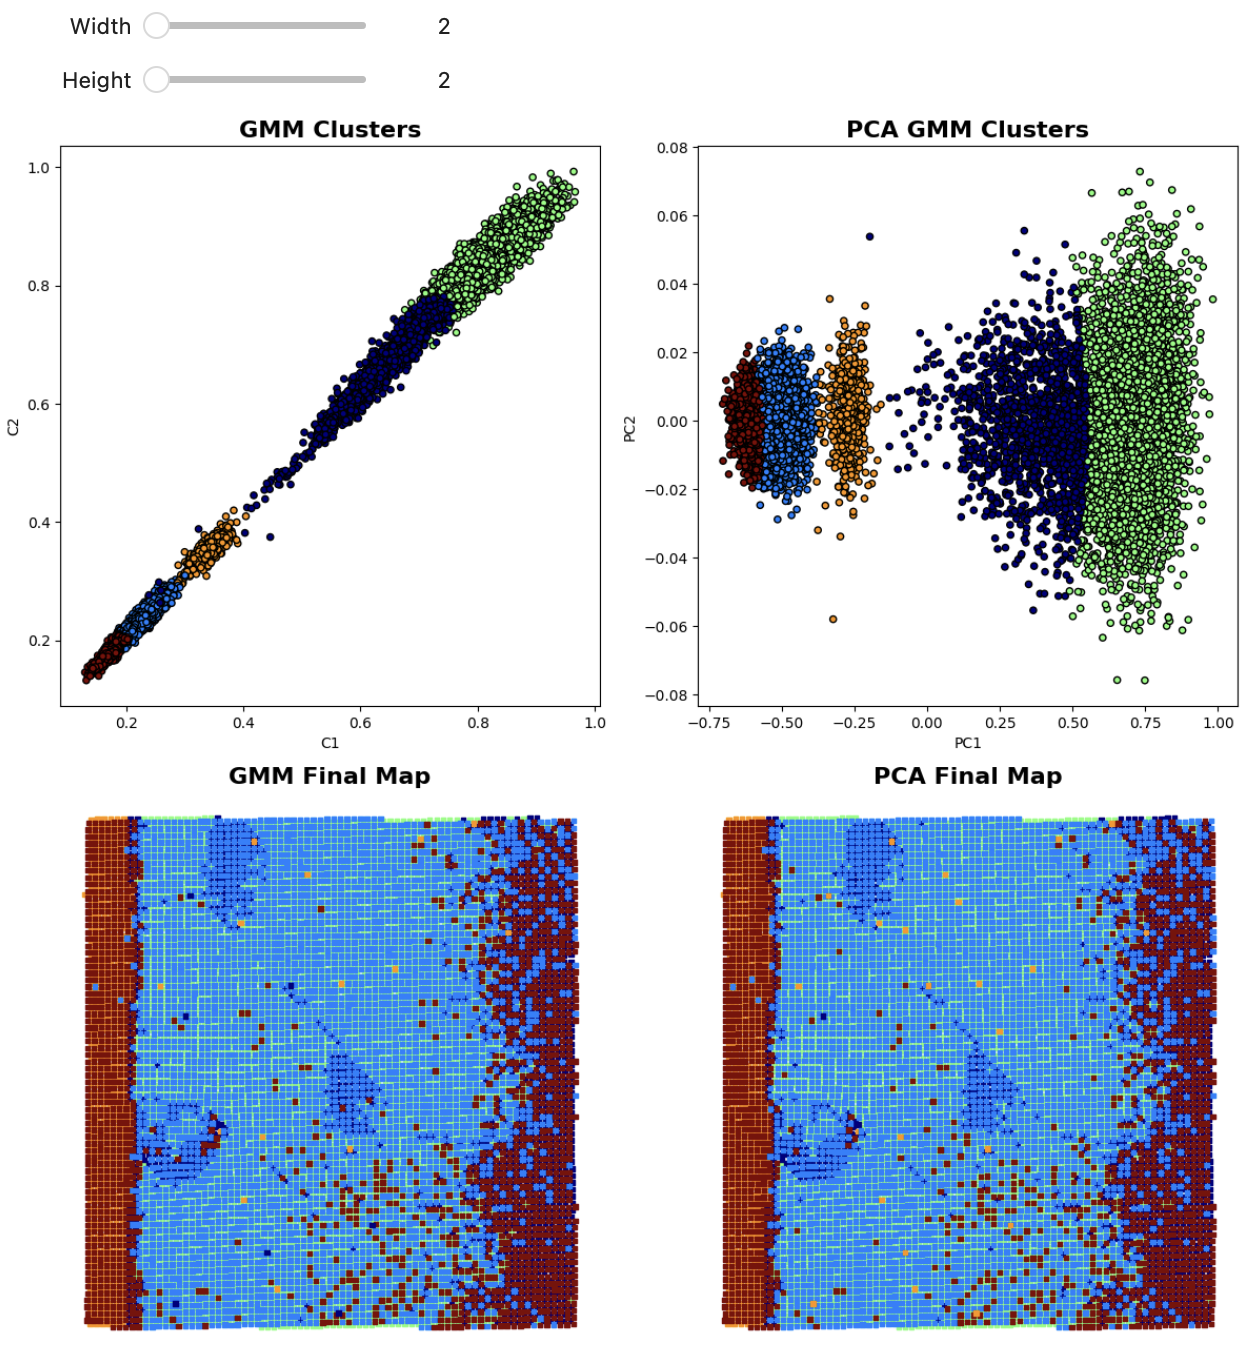 Width 2
Height 2
GMM Clusters
1.0
0.8
0.6
0.4
0.2
C2
0.2 0.4 0.6 0.8 1.0
C1
PCA GMM Clusters
0.08
0.06
0.04
0.02
0.00
−0.02
−0.04
−0.06
−0.08
PC2
−0.75 −0.50 −0.25 0.00 0.25 0.50 0.75 1.00
PC1
GMM Final Map
PCA Final Map